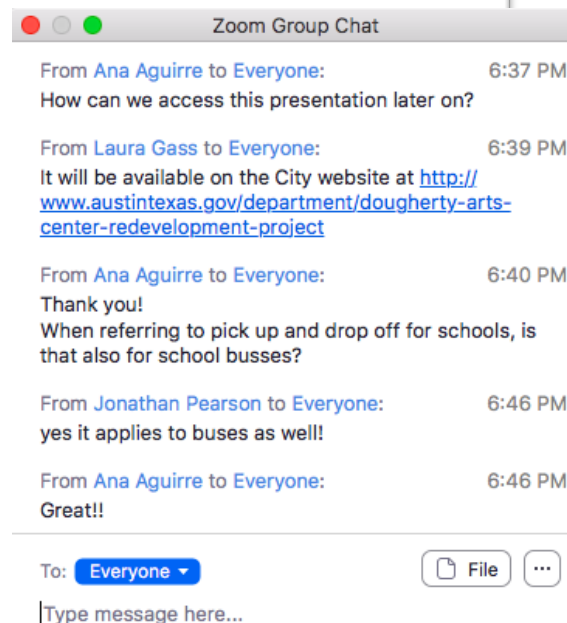 Zoom Group Chat
From Ana Aguirre to Everyone: 6:37 PM
How can we access this presentation later on?
From Laura Gass to Everyone: 6:39 PM
It will be available on the City website at http://
www.austintexas.gov/department/dougherty-arts-
center-redevelopment-project
From Ana Aguirre to Everyone: 6:40 PM
Thank you!
When referring to pick up and drop off for schools, is
that also for school busses?
From Jonathan Pearson to Everyone: 6:46 PM
yes it applies to buses as well!
From Ana Aguirre to Everyone: 6:46 PM
Great!!
To: Everyone File ...
Type message here...